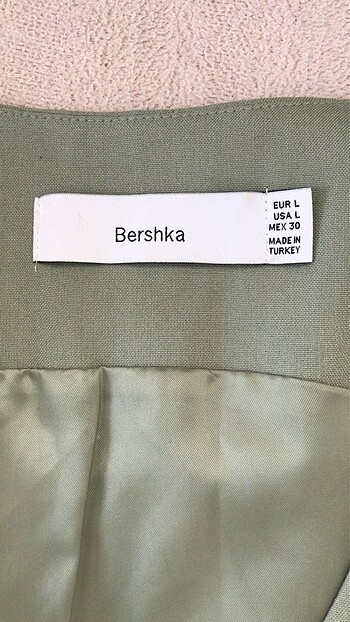 Bershka
EUR L
USA L
MEX 30
MADE IN
TURKEY